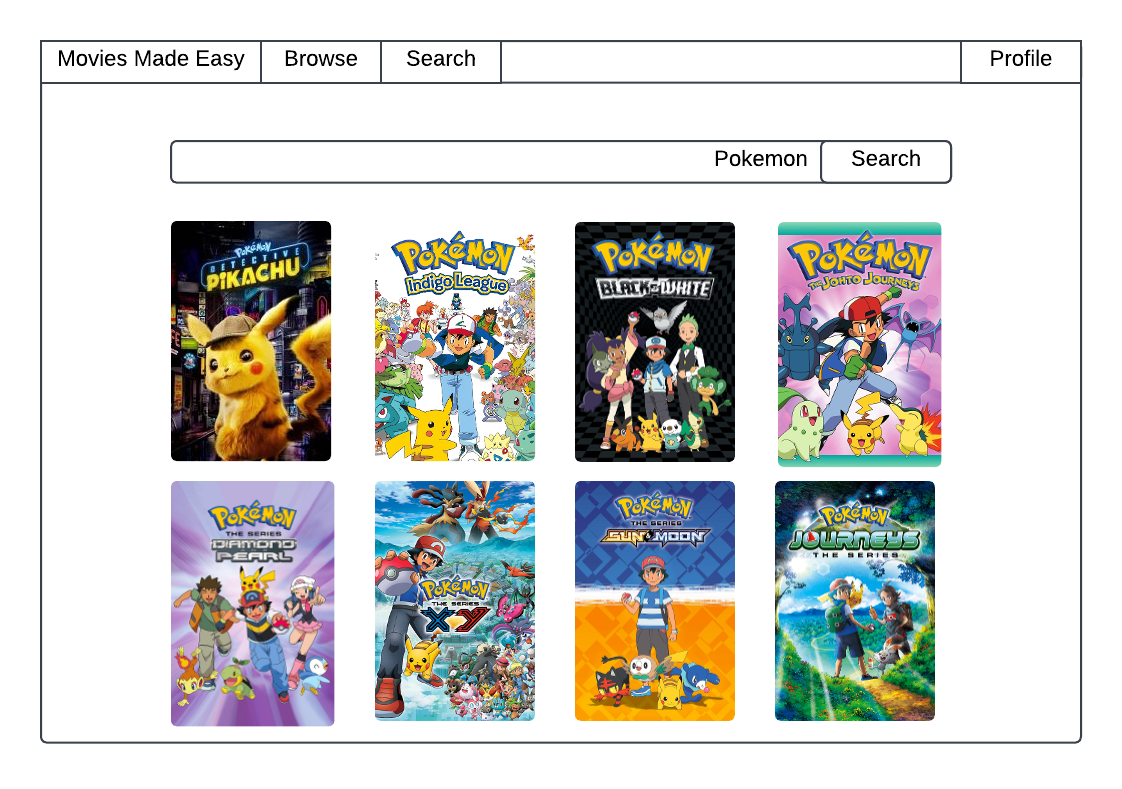 Movies Made Easy
Browse
Search
Profile
Pokemon
Search
POKéMON
DETECTIVE
PIKACHU
POKéMON
Indigo League
POKéMON
BLACK & WHITE
POKéMON
THE JOHTO JOURNEYS
POKéMON
THE SERIES
DIAMOND
PEARL
POKéMON
THE SERIES
XY
POKéMON
THE SERIES
SUN & MOON
POKéMON
JOURNEYS
THE SERIES